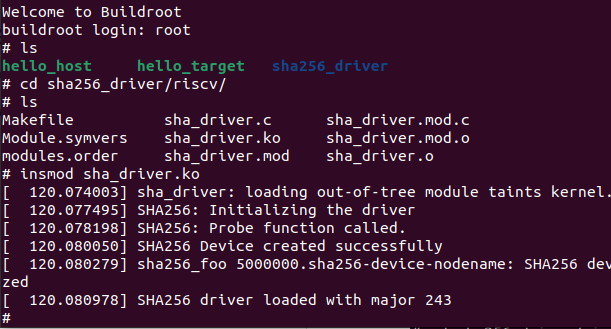 Welcome to Buildroot
buildroot login: root
# ls
hello_host     hello_target   sha256_driver
# cd sha256_driver/riscv/
# ls
Makefile         sha_driver.c      sha_driver.mod.c
Module.symvers   sha_driver.ko     sha_driver.mod.o
modules.order    sha_driver.mod    sha_driver.o
# insmod sha_driver.ko
[  120.074003] sha_driver: loading out-of-tree module taints kernel.
[  120.077495] SHA256: Initializing the driver
[  120.078198] SHA256: Probe function called.
[  120.080050] SHA256 Device created successfully
[  120.080279] sha256_foo 5000000.sha256-device-nodename: SHA256 dev
zed
[  120.080978] SHA256 driver loaded with major 243
#